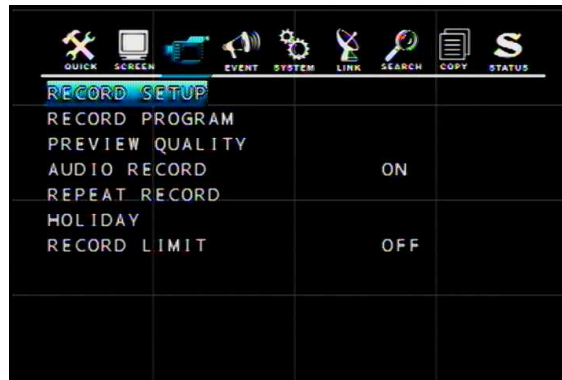 QUICK SCREEN EVENT SYSTEM LINK SEARCH COPY S STATUS
RECORD SETUP
RECORD PROGRAM
PREVIEW QUALITY
AUDIO RECORD ON
REPEAT RECORD
HOLIDAY
RECORD LIMIT OFF